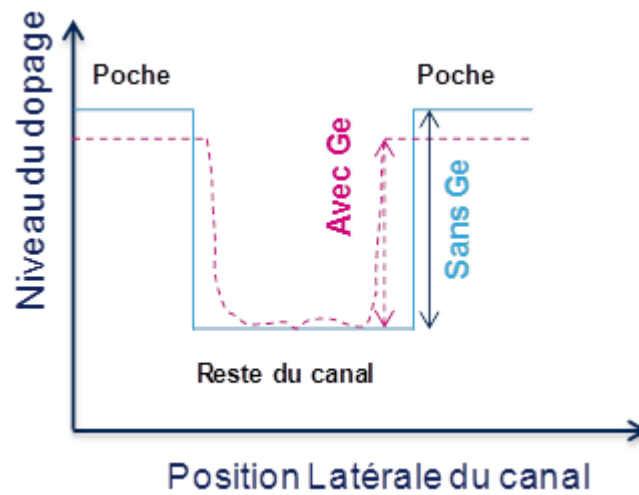 Poche
Poche
Niveau du dopage
Avec Ge
Sans Ge
Reste du canal
Position Latérale du canal